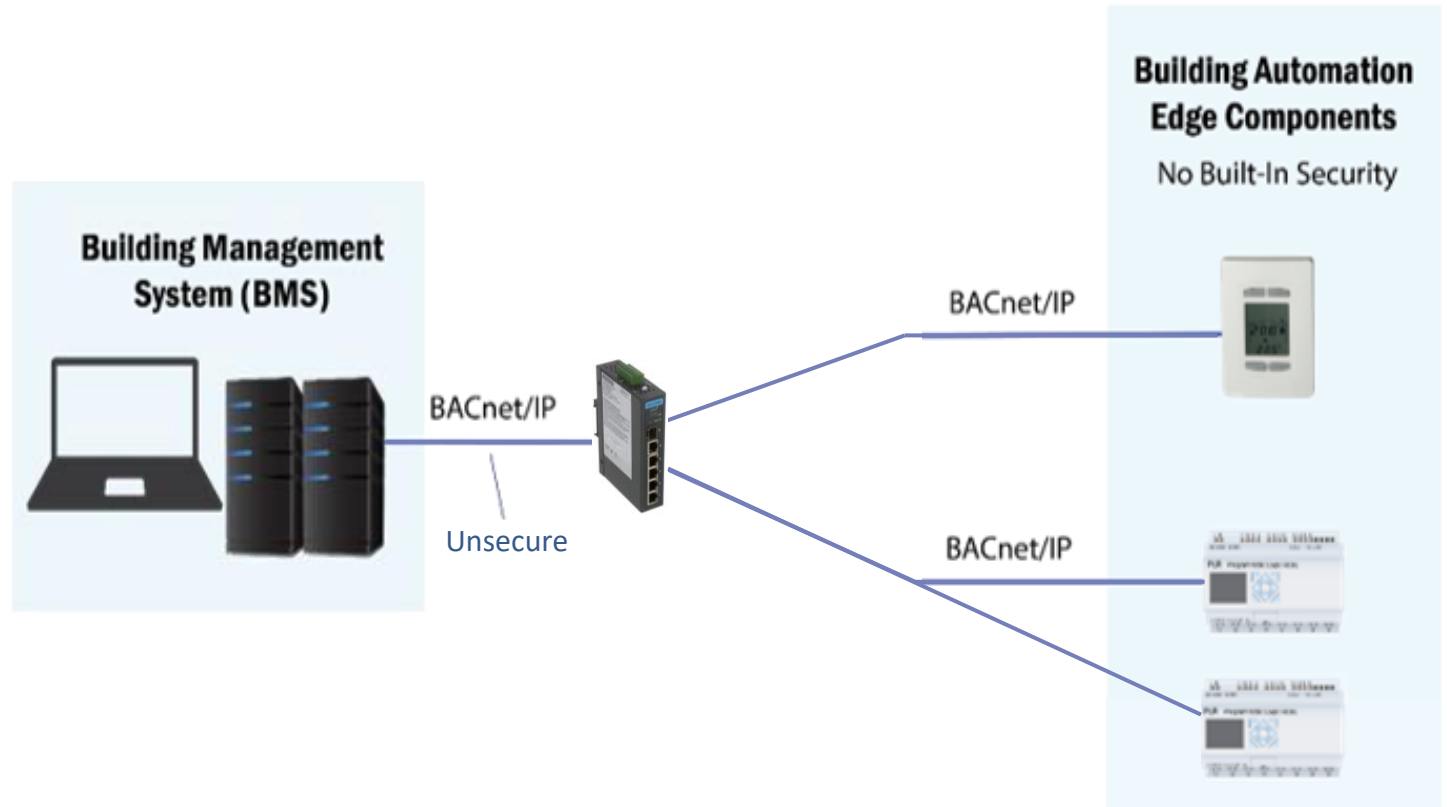 Building Management
System (BMS)
BACnet/IP
Unsecure
BACnet/IP
BACnet/IP
Building Automation
Edge Components
No Built-In Security